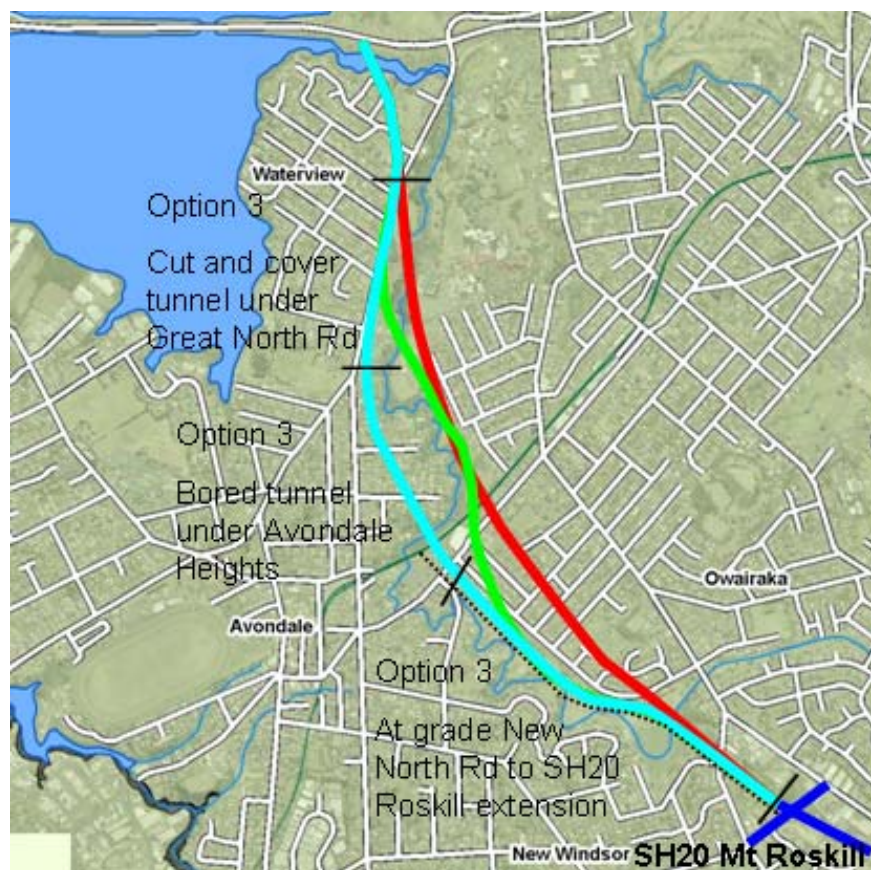 Waterview
Option 3
Cut and cover
tunnel under
Great North Rd
Option 3
Bored tunnel
under Avondale
Heights
Owairaka
Avondale
Option 3
At grade New
North Rd to SH20
Roskill extension
New Windsor
SH20 Mt Roskill